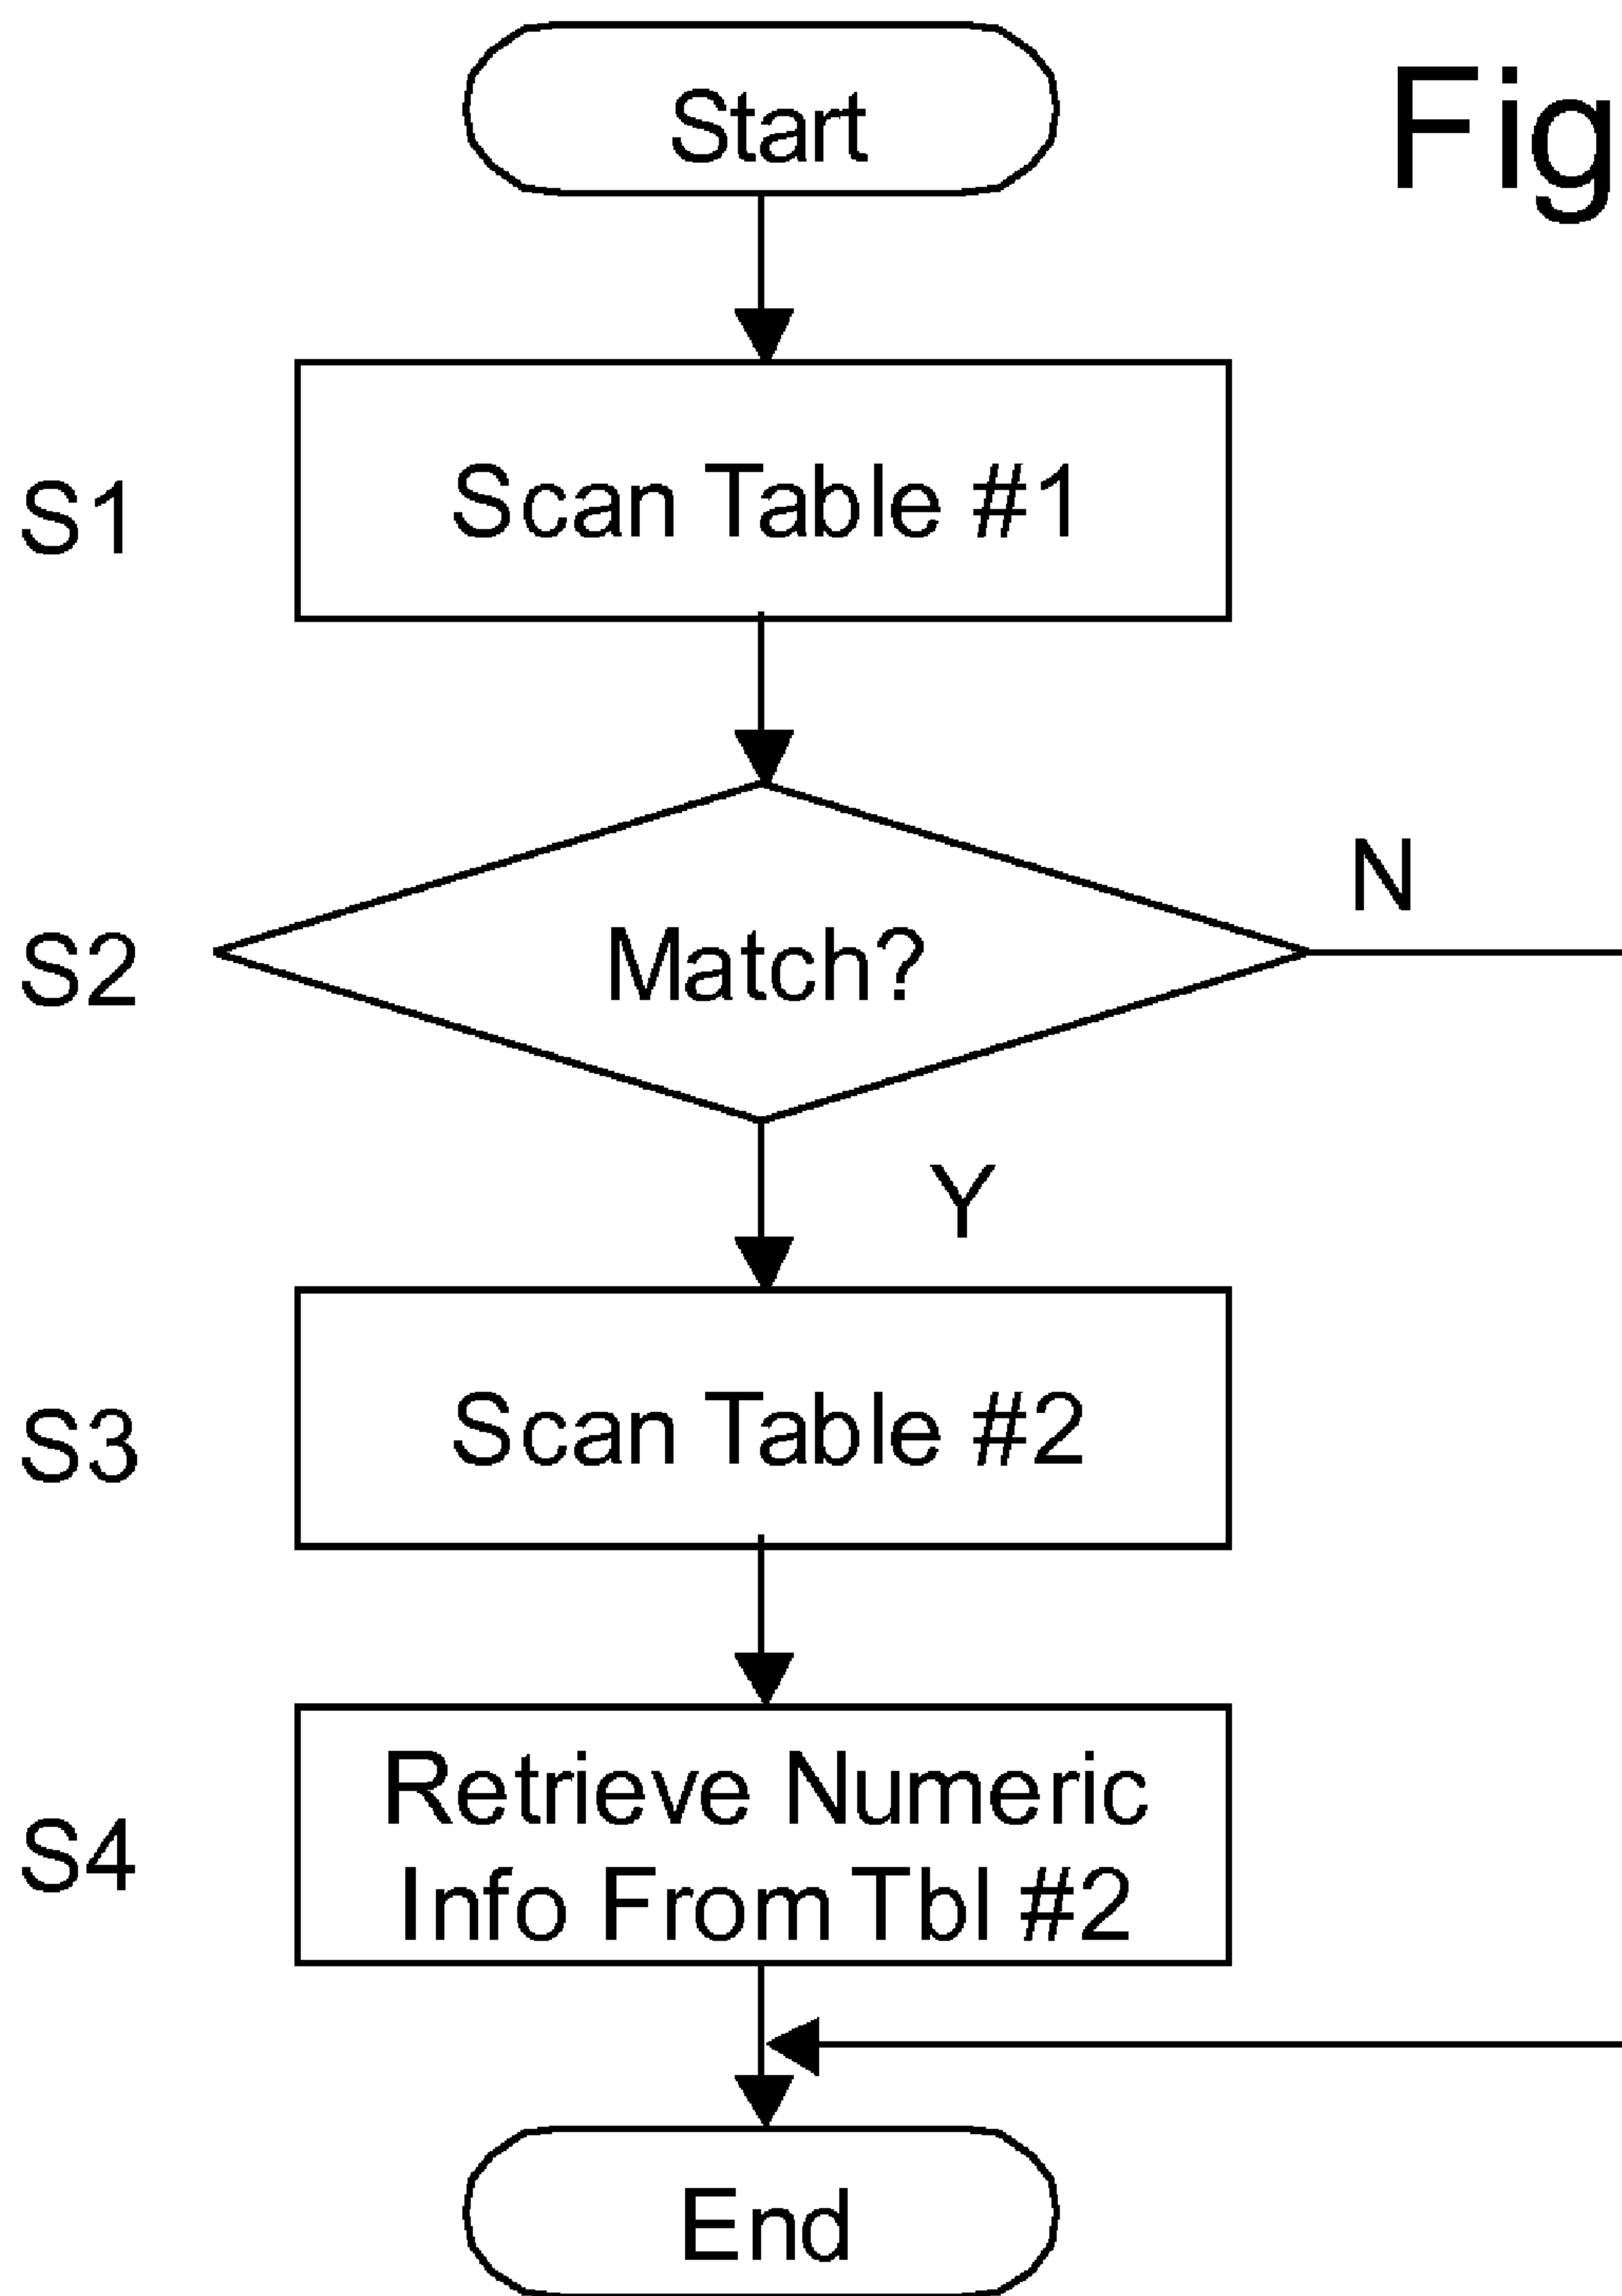 Start
Fig
S1
Scan Table #1
N
S2
Match?
Y
S3
Scan Table #2
S4
Retrieve Numeric
Info From Tbl #2
End